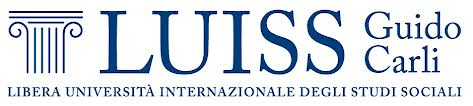 LUISS Guido
Carli
LIBERA UNIVERSITÀ INTERNAZIONALE DEGLI STUDI SOCIALI